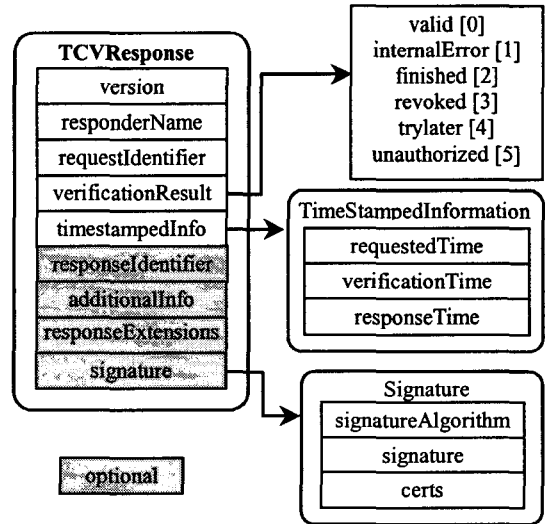 TCVResponse
version
responderName
requestIdentifier
verificationResult
timestampedInfo
responseIdentifier
additionalInfo
responseExtensions
signature
optional
valid [0]
internalError [1]
finished [2]
revoked [3]
trylater [4]
unauthorized [5]
TimeStampedInformation
requestedTime
verificationTime
responseTime
Signature
signatureAlgorithm
signature
certs